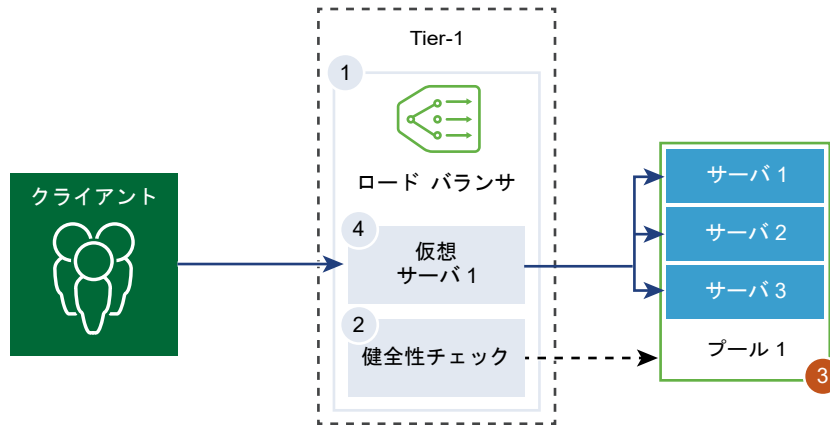 Tier-1
1
ロード バランサ
クライアント
4
仮想
サーバ 1
2
健全性チェック
サーバ 1
サーバ 2
サーバ 3
プール 1
3